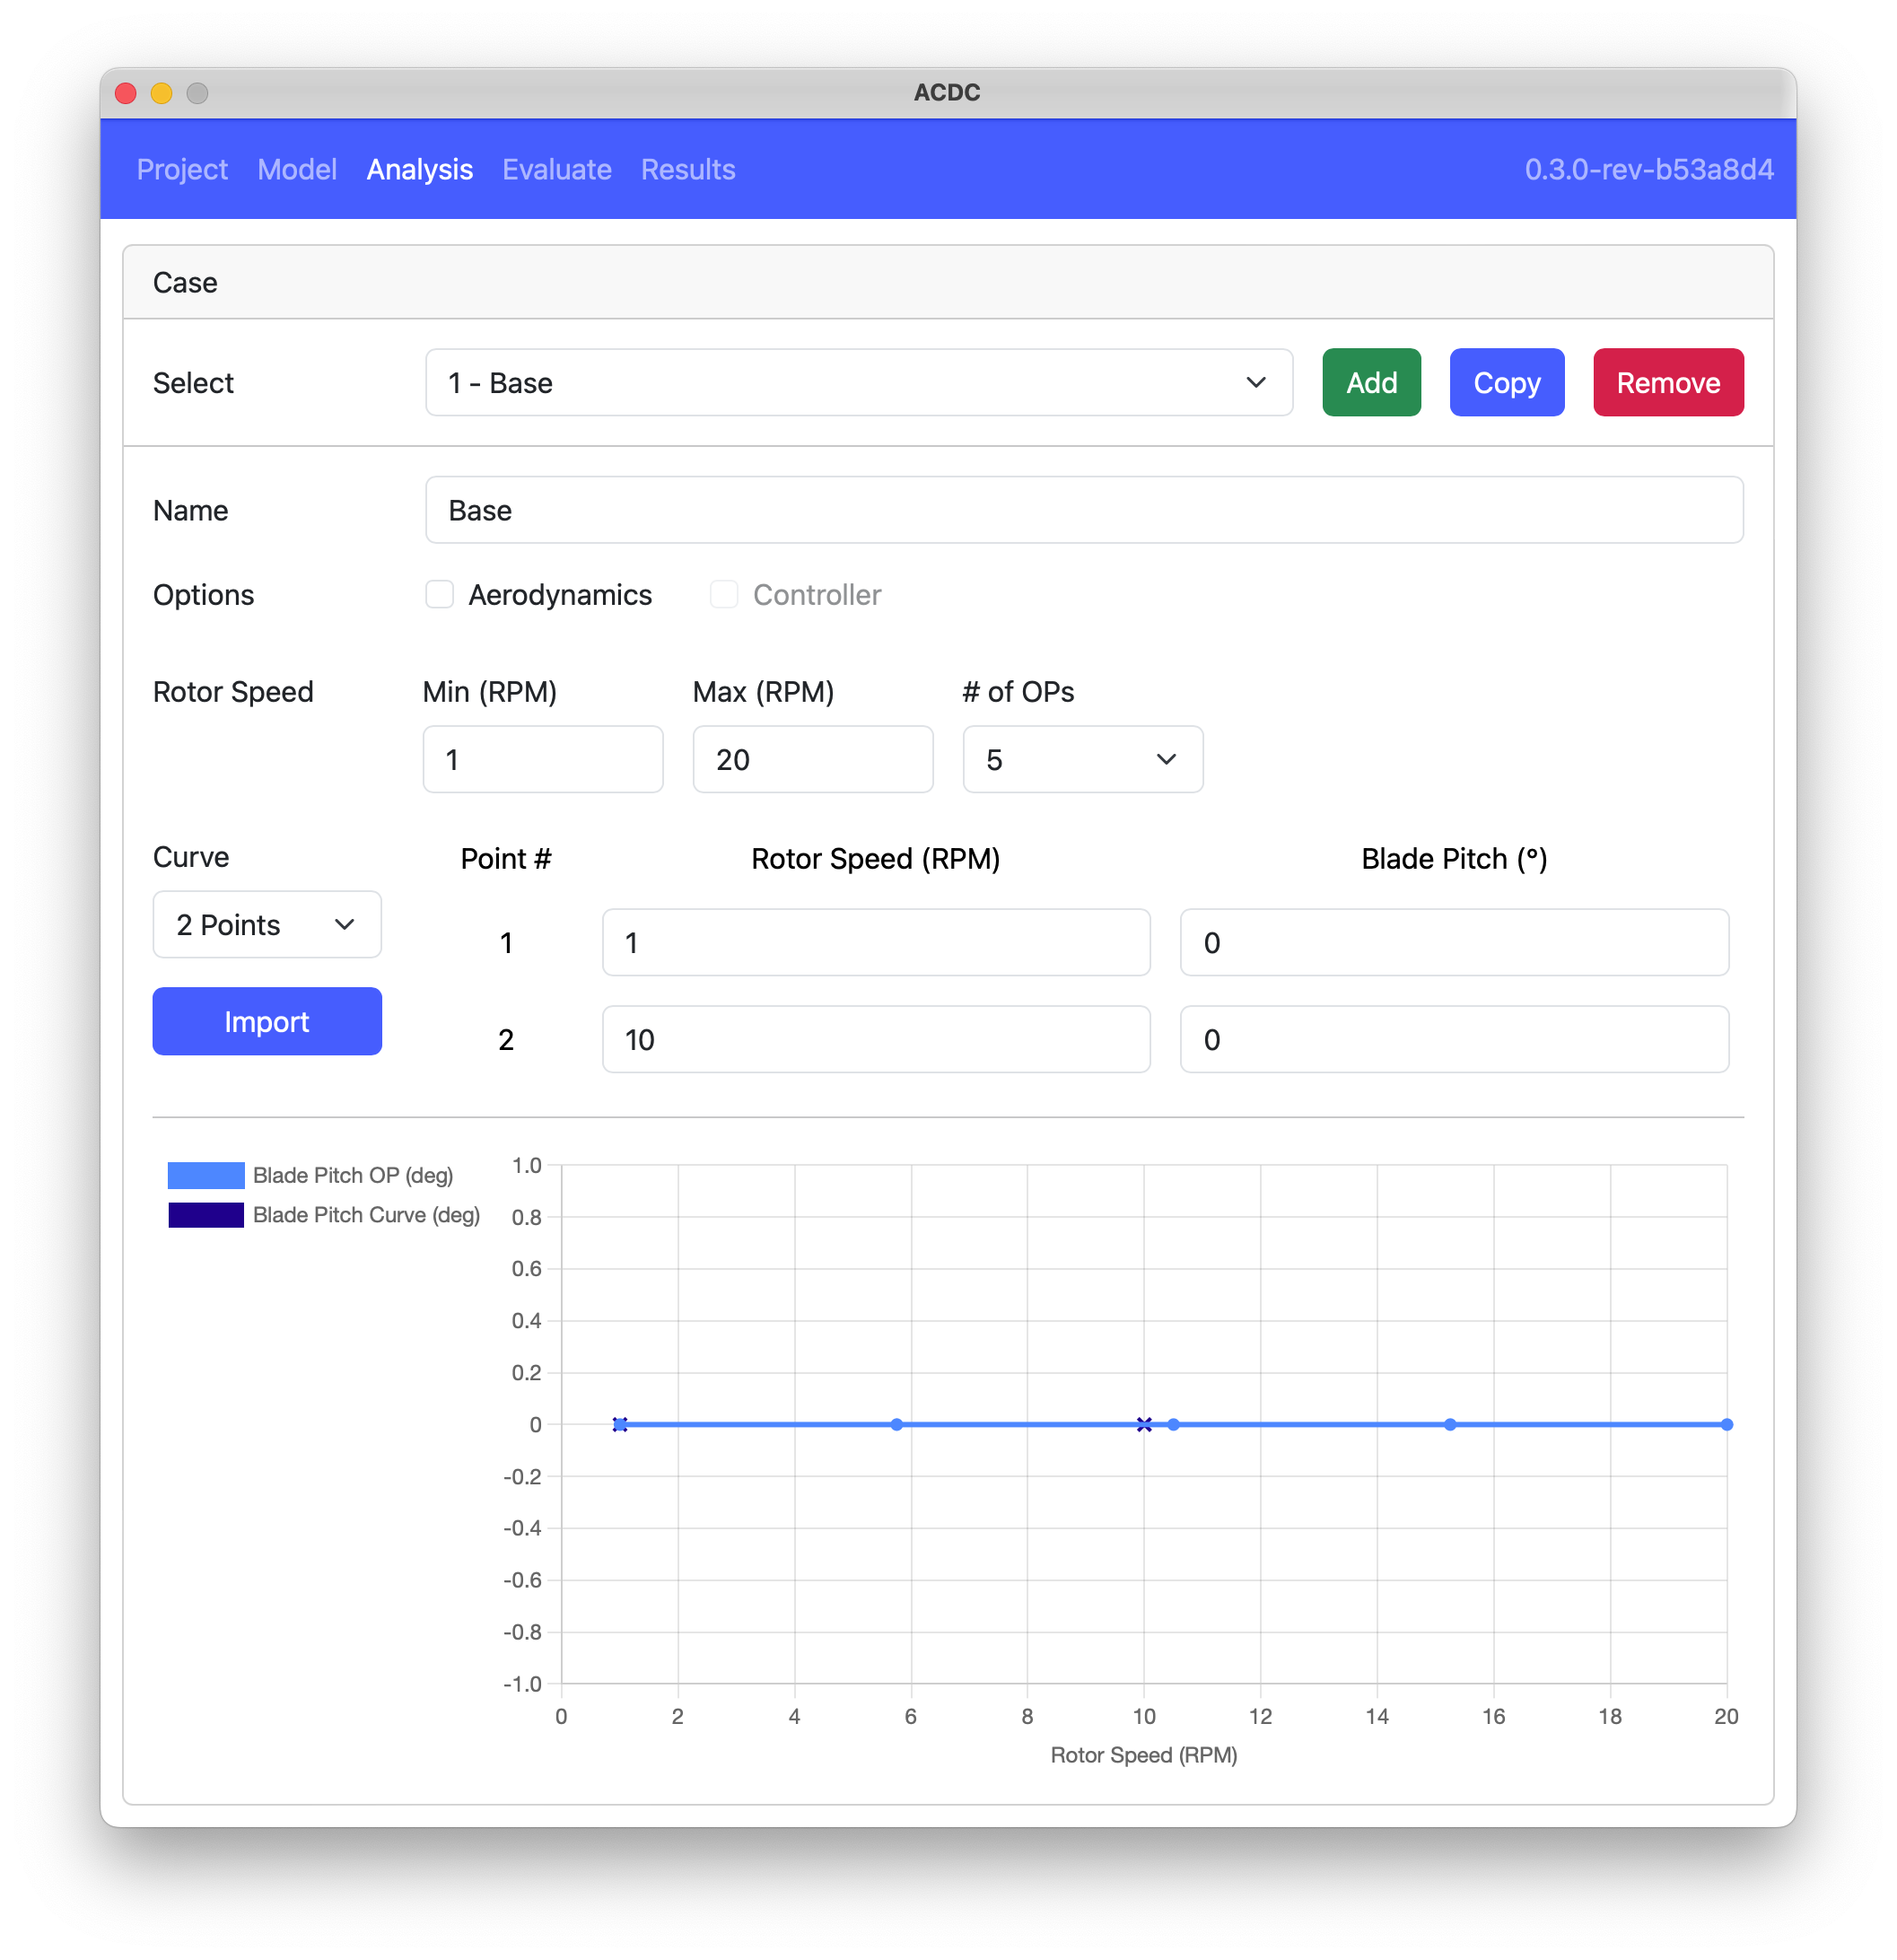 ACDC
Project Model Analysis Evaluate Results 0.3.0-rev-b53a8d4
Case
Select 1 - Base Add Copy Remove
Name Base
Options Aerodynamics Controller
Rotor Speed Min (RPM) Max (RPM) # of OPs
1 20 5
Curve Point # Rotor Speed (RPM) Blade Pitch (°)
2 Points 1 1 0
Import 2 10 0
Blade Pitch OP (deg)
Blade Pitch Curve (deg)
1.0
0.8
0.6
0.4
0.2
0
-0.2
-0.4
-0.6
-0.8
-1.0
0 2 4 6 8 10 12 14 16 18 20
Rotor Speed (RPM)